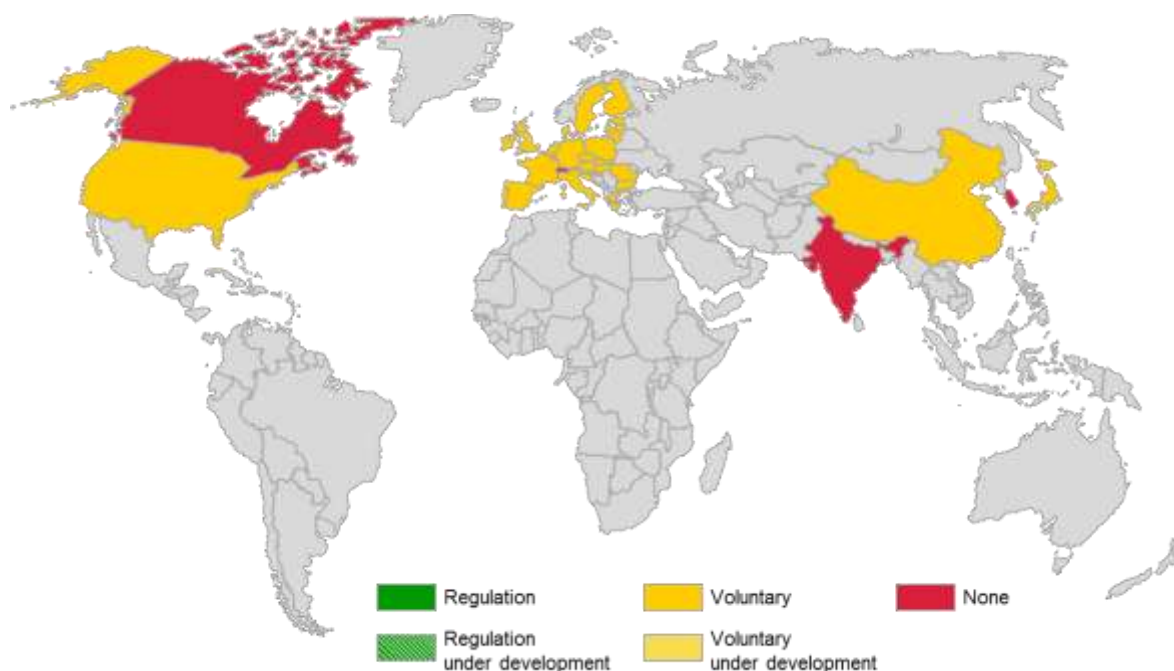 Regulation
Voluntary
None
Regulation
under development
Voluntary
under development